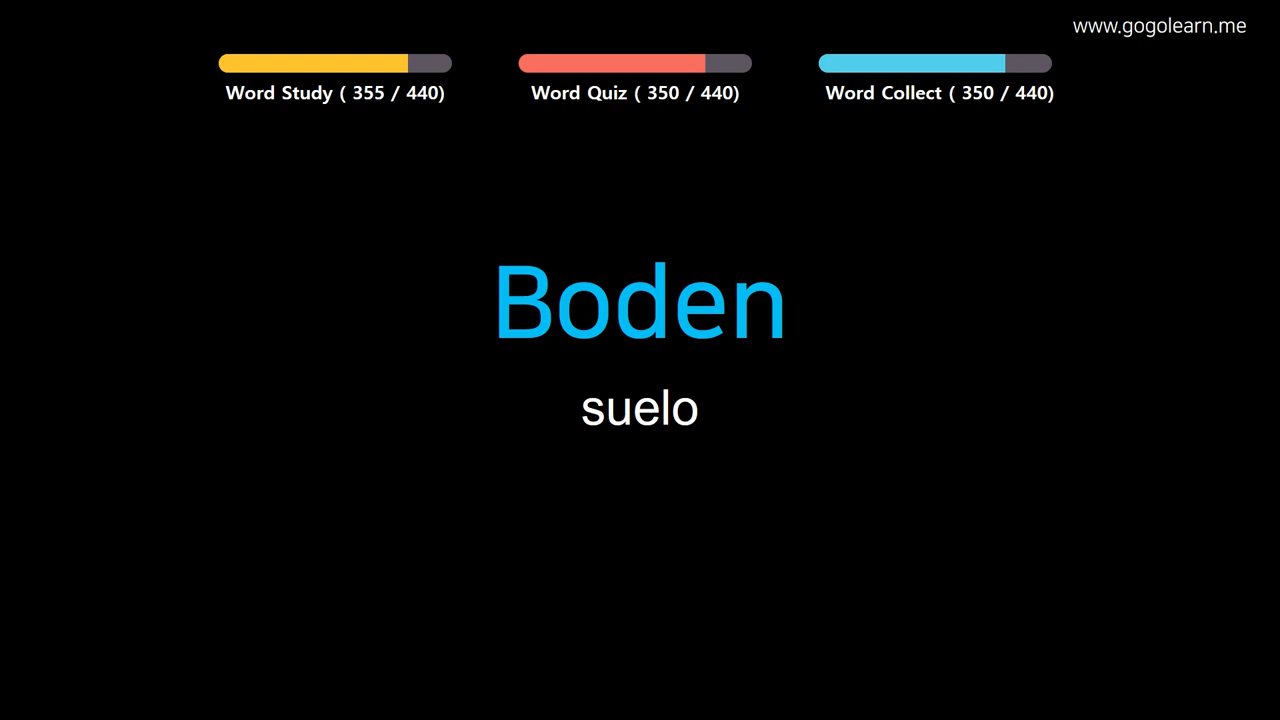 www.gogolearn.me
Word Study ( 355 / 440)
Word Quiz ( 350 / 440)
Word Collect ( 350 / 440)
Boden
suelo